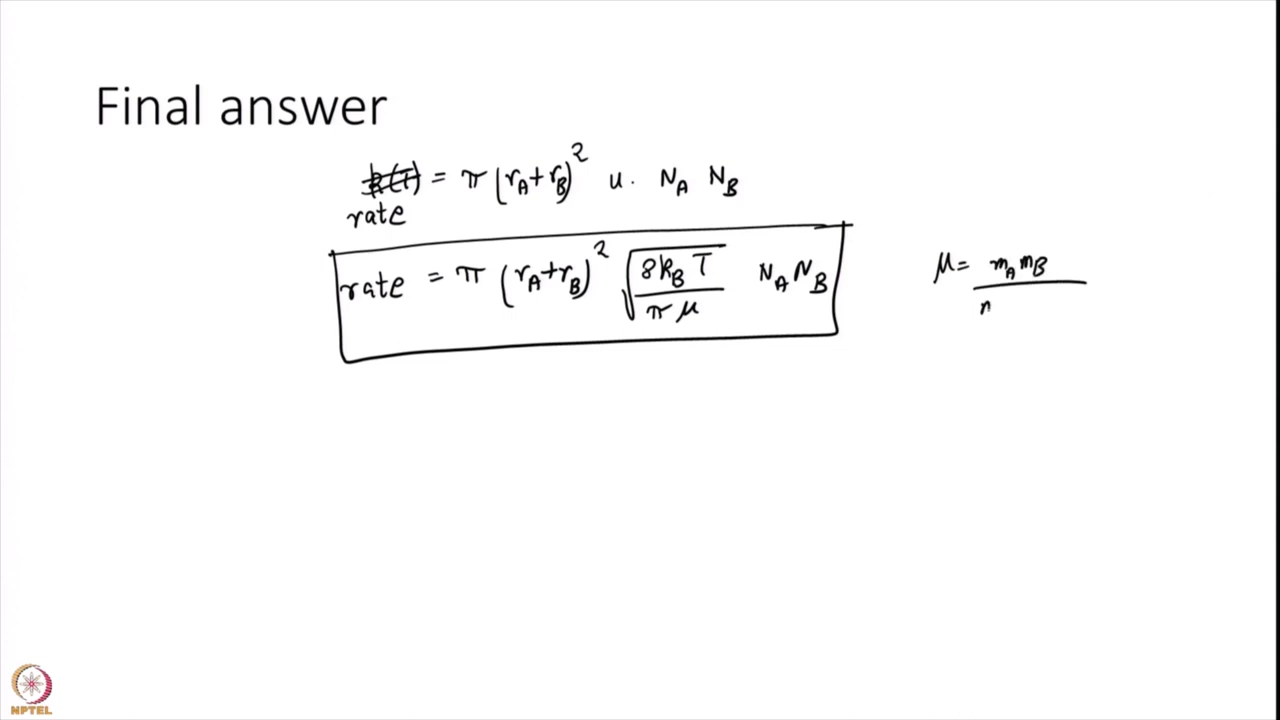 Final answer
k(T) = π (r_A + r_B)² u. N_A N_B
rate
rate = π (r_A + r_B)² √(8k_B T / πμ) N_A N_B
μ = m_A m_B /
NPTEL